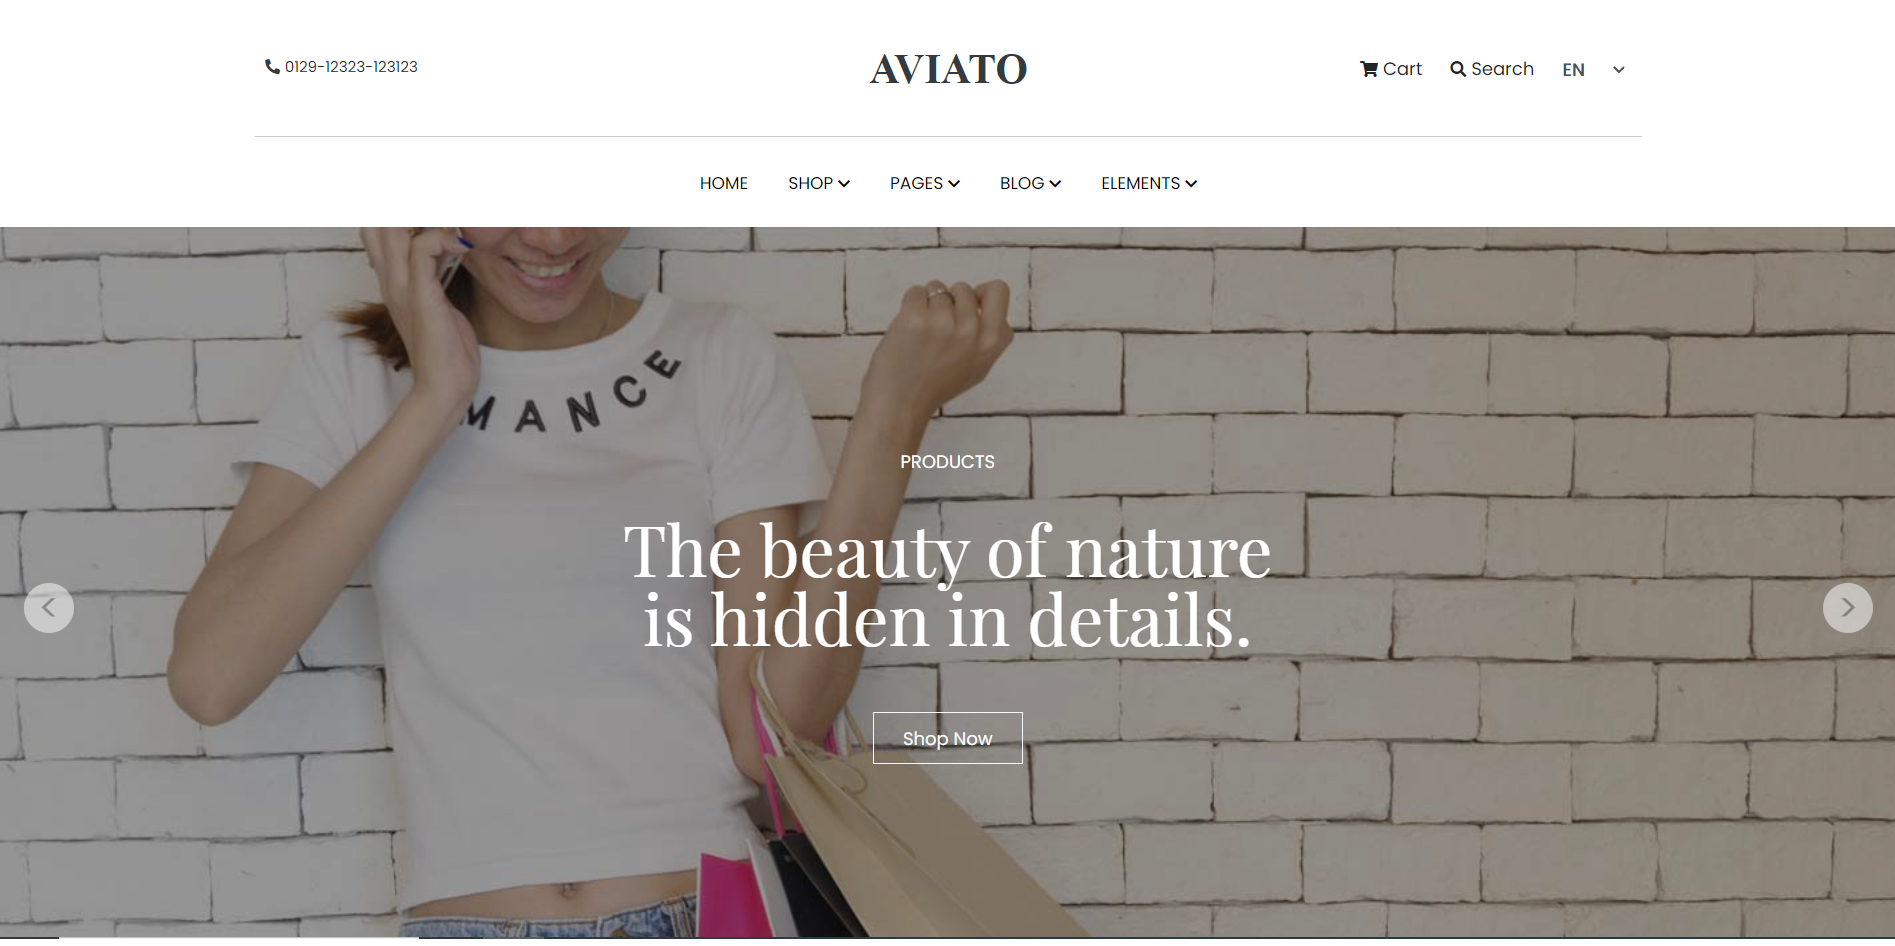 0129-12323-123123
AVIATO
Cart
Search
EN
HOME
SHOP
PAGES
BLOG
ELEMENTS
MANCE
PRODUCTS
The beauty of nature
is hidden in details.
Shop Now